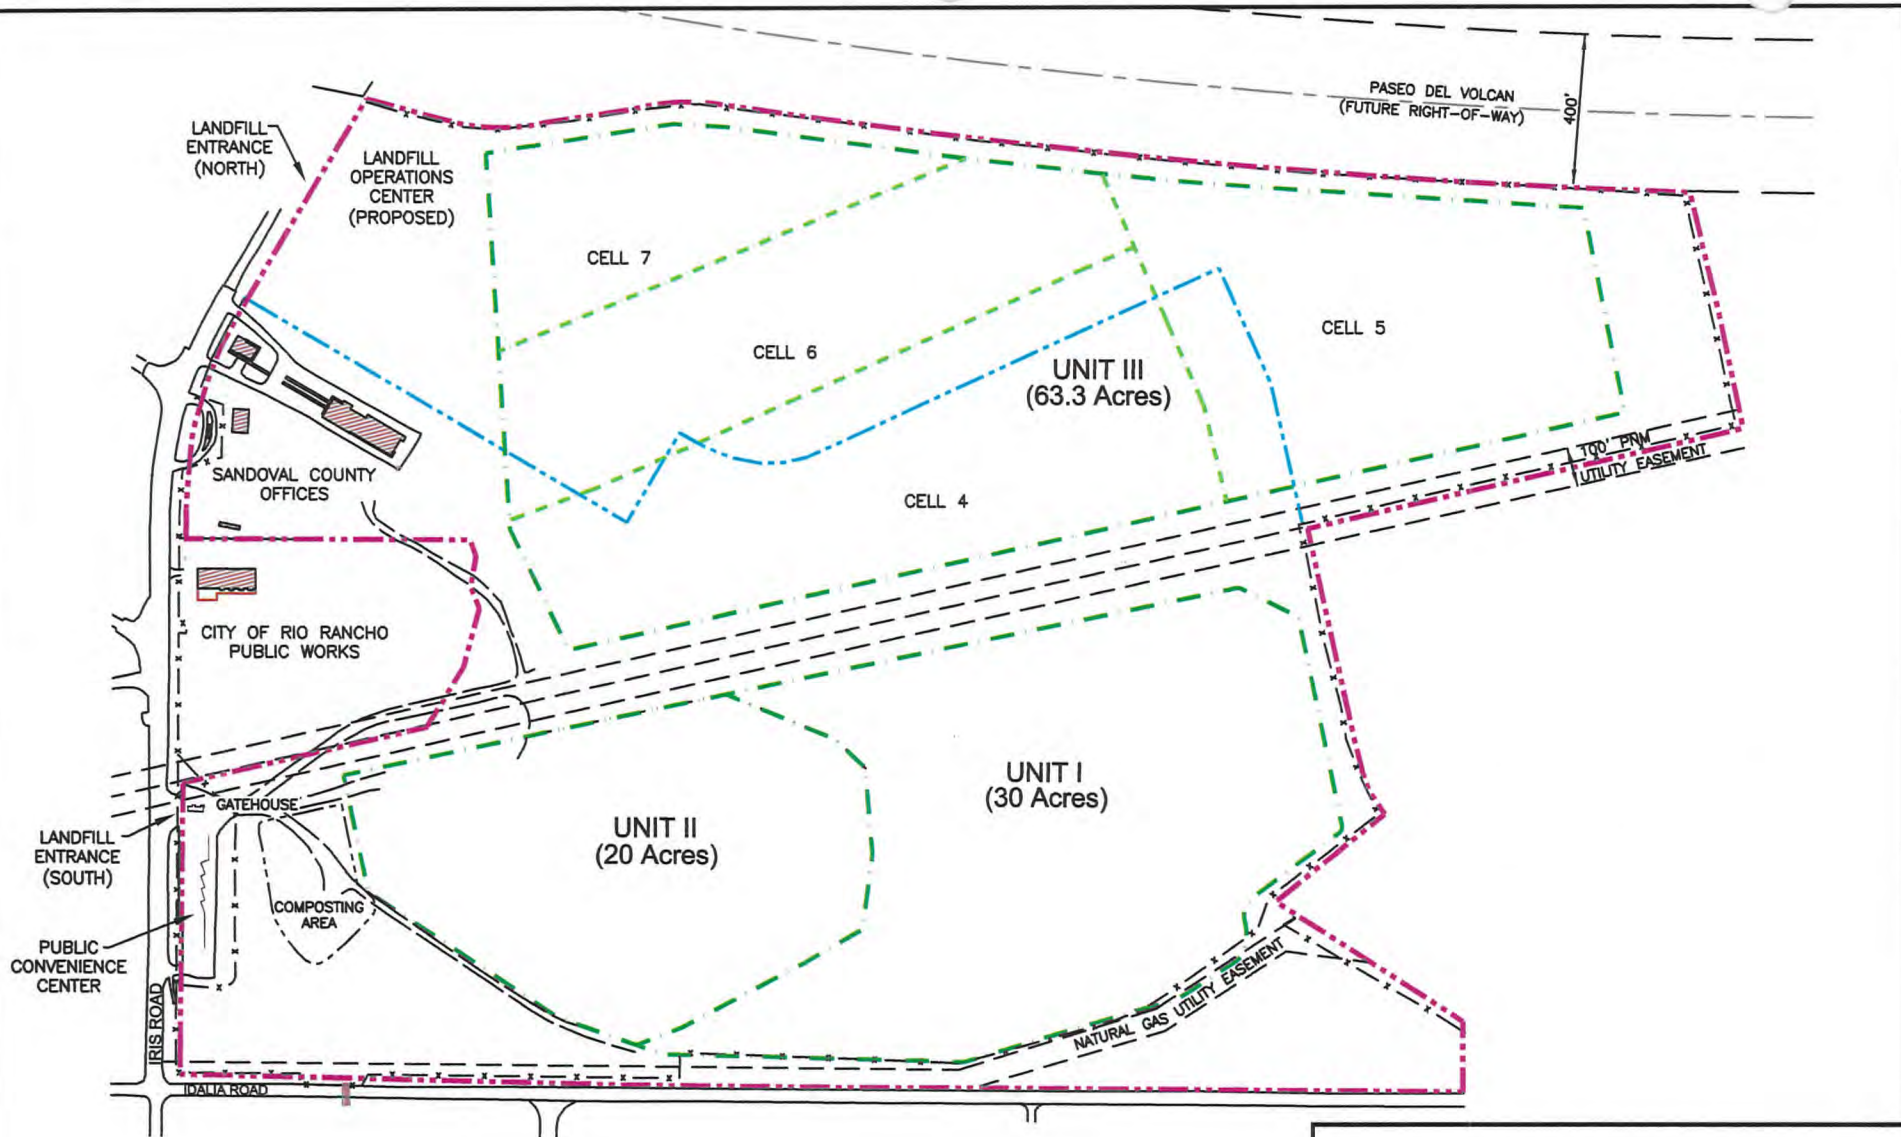 PASEO DEL VOLCAN
(FUTURE RIGHT-OF-WAY)
400'
LANDFILL
ENTRANCE
(NORTH)
LANDFILL
OPERATIONS
CENTER
(PROPOSED)
CELL 7
CELL 6
CELL 5
UNIT III
(63.3 Acres)
CELL 4
100' PNM
UTILITY EASEMENT
SANDOVAL COUNTY
OFFICES
CITY OF RIO RANCHO
PUBLIC WORKS
GATEHOUSE
UNIT I
(30 Acres)
UNIT II
(20 Acres)
LANDFILL
ENTRANCE
(SOUTH)
COMPOSTING
AREA
PUBLIC
CONVENIENCE
CENTER
NATURAL GAS UTILITY EASEMENT
IRIS ROAD
IDALIA ROAD